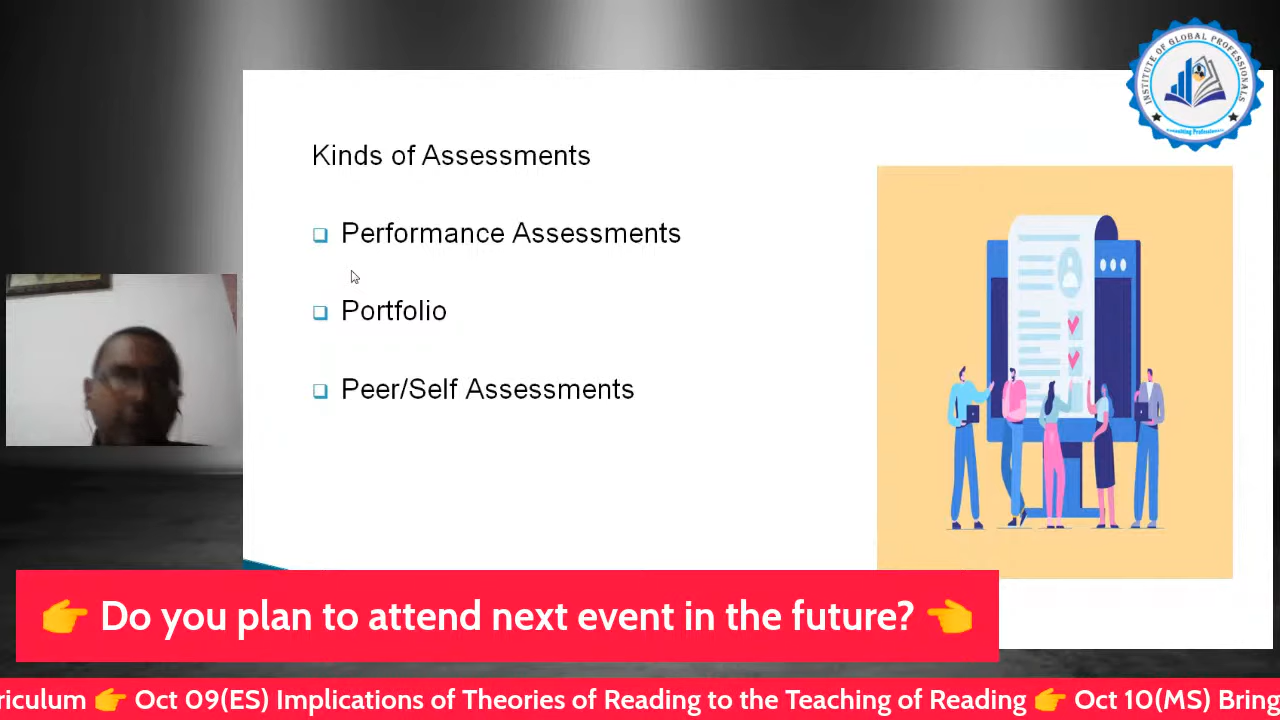 INSTITUTE OF GLOBAL PROFESSIONALS
Consulting Professionals
Kinds of Assessments
Performance Assessments
Portfolio
Peer/Self Assessments
👉 Do you plan to attend next event in the future? 👈
riculum 👉 Oct 09(ES) Implications of Theories of Reading to the Teaching of Reading 👉 Oct 10(MS) Bring